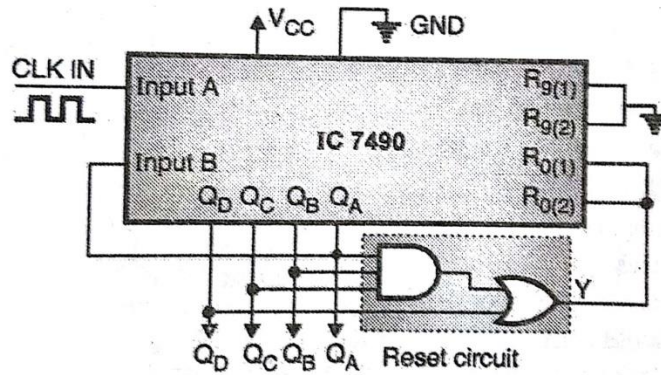 V_CC
GND
CLK IN
Input A
R_9(1)
R_9(2)
IC 7490
Input B
R_0(1)
R_0(2)
Q_D Q_C Q_B Q_A
Y
Q_D Q_C Q_B Q_A
Reset circuit